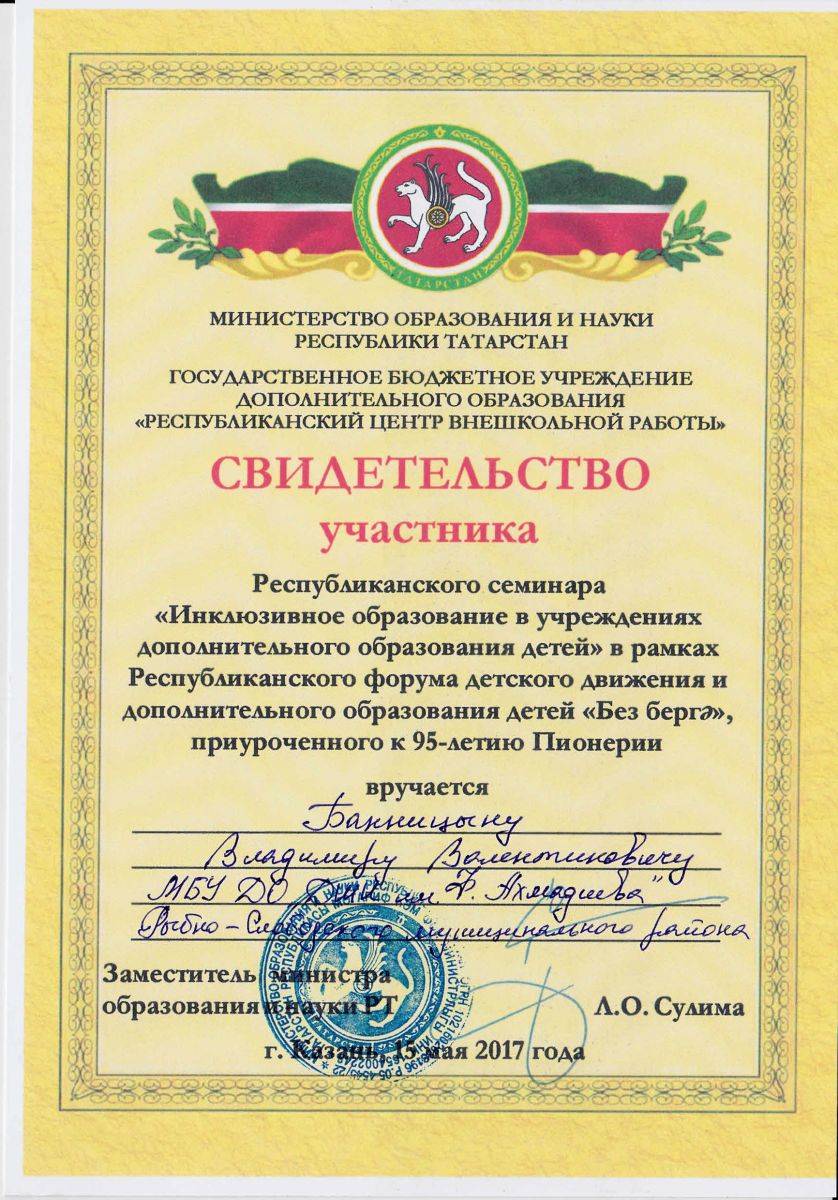 ТАТАРСТАН
МИНИСТЕРСТВО ОБРАЗОВАНИЯ И НАУКИ
РЕСПУБЛИКИ ТАТАРСТАН
ГОСУДАРСТВЕННОЕ БЮДЖЕТНОЕ УЧРЕЖДЕНИЕ
ДОПОЛНИТЕЛЬНОГО ОБРАЗОВАНИЯ
«РЕСПУБЛИКАНСКИЙ ЦЕНТР ВНЕШКОЛЬНОЙ РАБОТЫ»
СВИДЕТЕЛЬСТВО
участника
Республиканского семинара
«Инклюзивное образование в учреждениях
дополнительного образования детей» в рамках
Республиканского форума детского движения и
дополнительного образования детей «Без бергә»,
приуроченного к 95-летию Пионерии
вручается
Банницыну
Владимиру Валентиновичу
МБУ ДО им. Ф. Ахмадиева"
Рыбно-Слободского муниципального района
Заместитель министра
образования и науки РТ Л.О. Сулима
г. Казань, 15 мая 2017 года